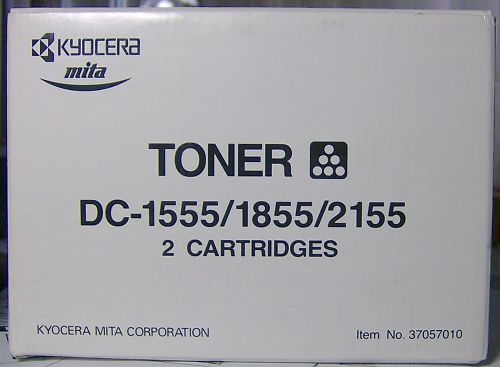 KYOCERA
mita
TONER
DC-1555/1855/2155
2 CARTRIDGES
KYOCERA MITA CORPORATION
Item No. 37057010